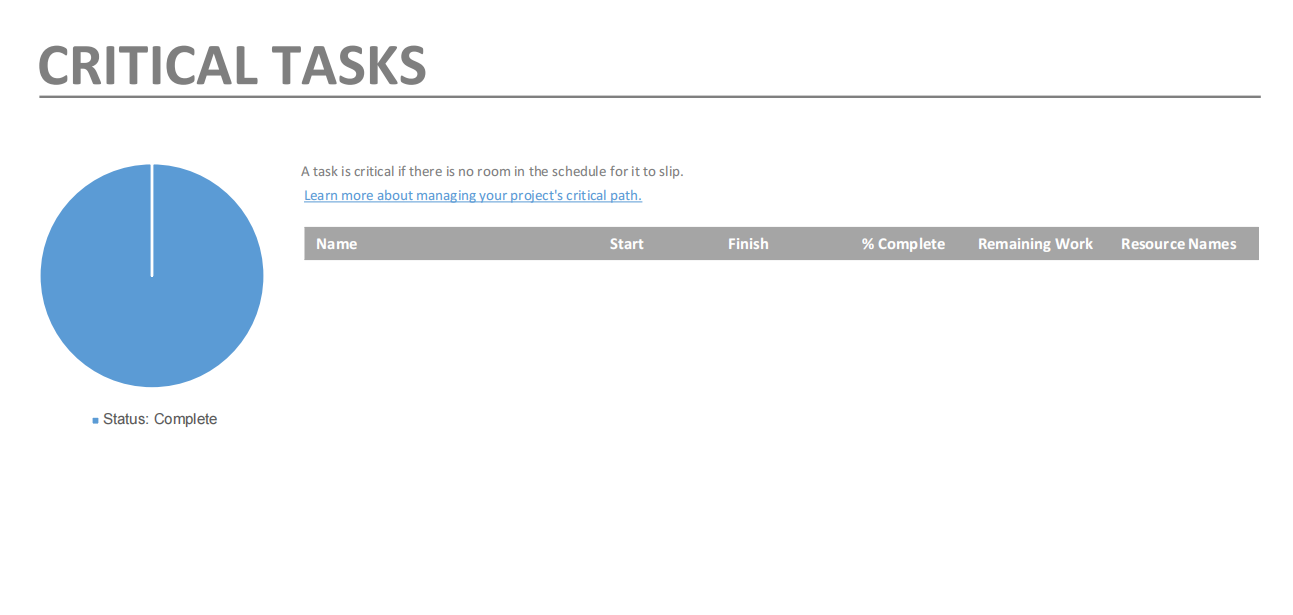 CRITICAL TASKS
A task is critical if there is no room in the schedule for it to slip.
Learn more about managing your project's critical path.
Name Start Finish % Complete Remaining Work Resource Names
Status: Complete